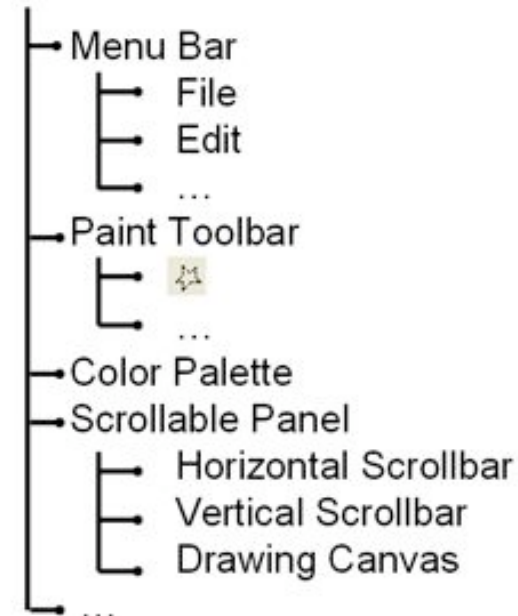 Menu Bar
File
Edit
...
Paint Toolbar
...
Color Palette
Scrollable Panel
Horizontal Scrollbar
Vertical Scrollbar
Drawing Canvas
...